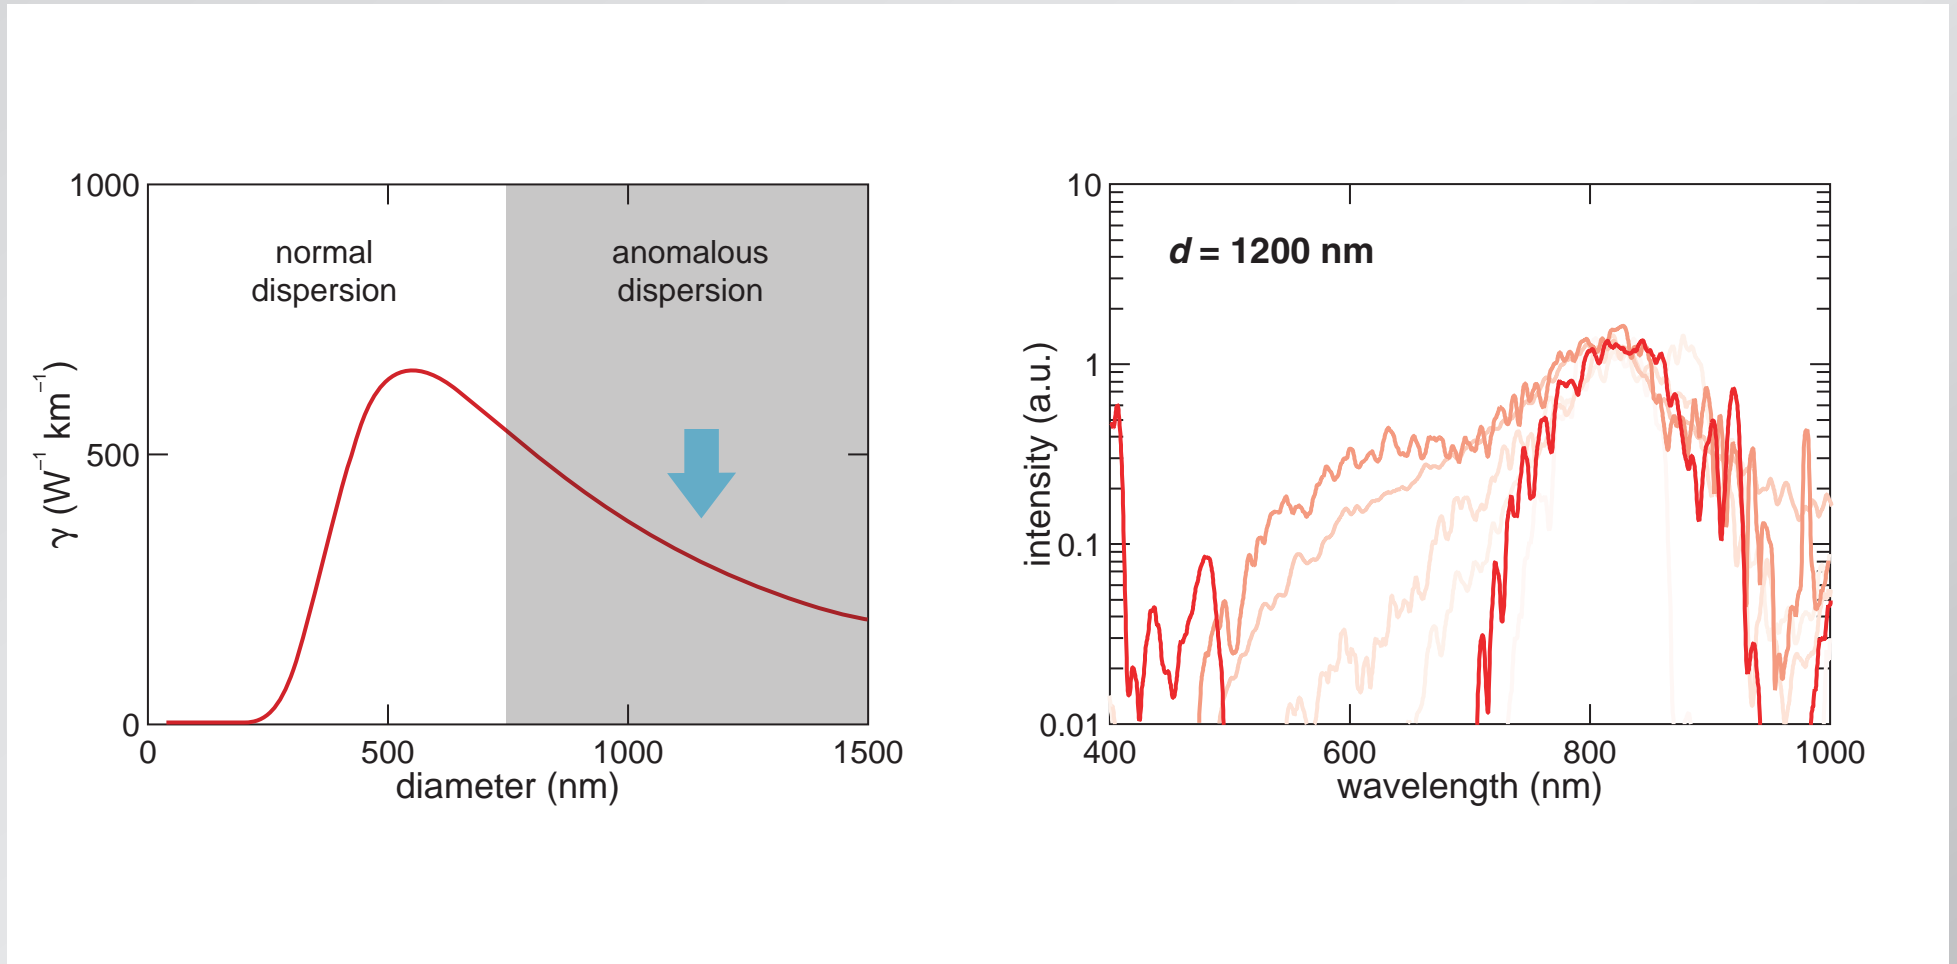 1000
500
0
0
500
1000
1500
normal
dispersion
anomalous
dispersion
γ (W⁻¹ km⁻¹)
diameter (nm)
10
1
0.1
0.01
400
600
800
1000
d = 1200 nm
intensity (a.u.)
wavelength (nm)